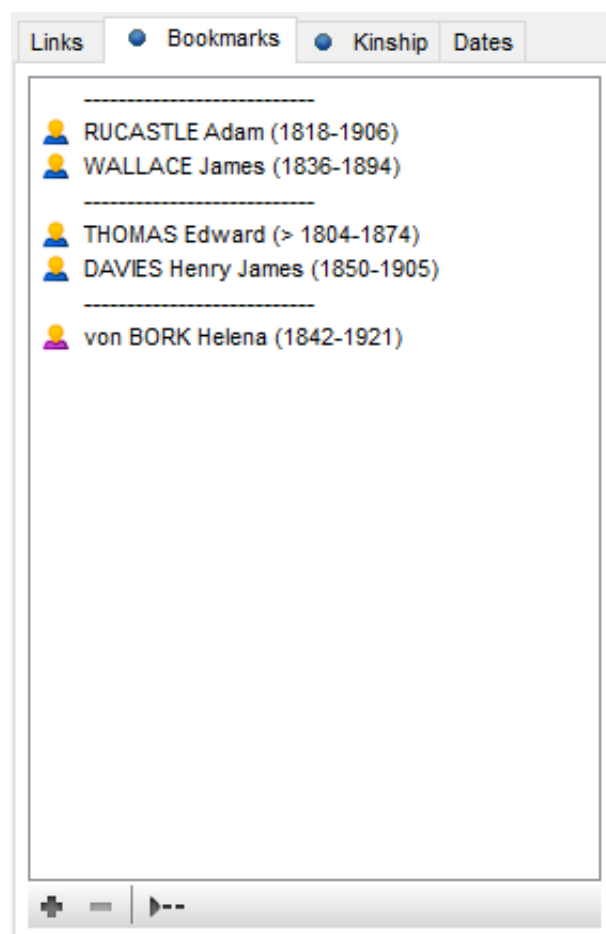 Links Bookmarks Kinship Dates
---------------------------
RUCASTLE Adam (1818-1906)
WALLACE James (1836-1894)
---------------------------
THOMAS Edward (> 1804-1874)
DAVIES Henry James (1850-1905)
---------------------------
von BORK Helena (1842-1921)